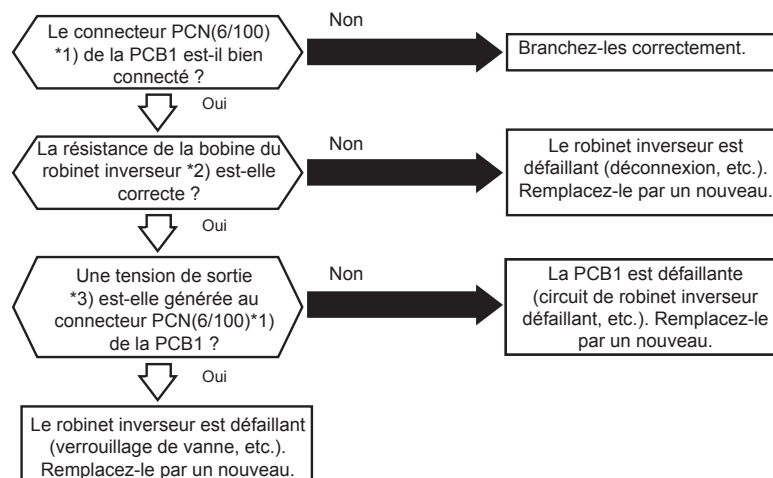 Le connecteur PCN(6/100)
*1) de la PCB1 est-il bien
connecté ?
Non
Branchez-les correctement.
Oui
La résistance de la bobine du
robinet inverseur *2) est-elle
correcte ?
Non
Le robinet inverseur est
défaillant (déconnexion, etc.).
Remplacez-le par un nouveau.
Oui
Une tension de sortie
*3) est-elle générée au
connecteur PCN(6/100)*1)
de la PCB1 ?
Non
La PCB1 est défaillante
(circuit de robinet inverseur
défaillant, etc.). Remplacez-le
par un nouveau.
Oui
Le robinet inverseur est défaillant
(verrouillage de vanne, etc.).
Remplacez-le par un nouveau.